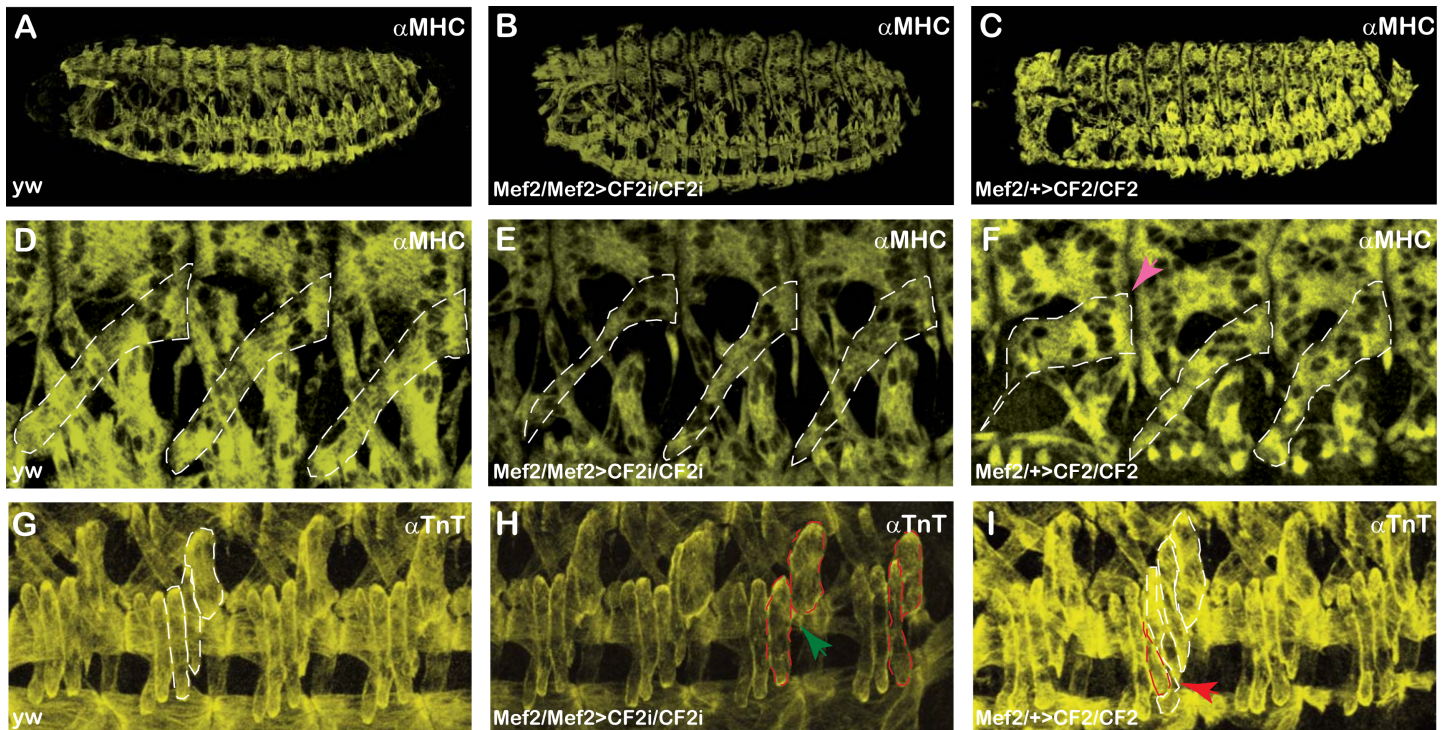 A αMHC
yw
B αMHC
Mef2/Mef2>CF2i/CF2i
C αMHC
Mef2/+>CF2/CF2
D αMHC
yw
E αMHC
Mef2/Mef2>CF2i/CF2i
F αMHC
Mef2/+>CF2/CF2
G αTnT
yw
H αTnT
Mef2/Mef2>CF2i/CF2i
I αTnT
Mef2/+>CF2/CF2